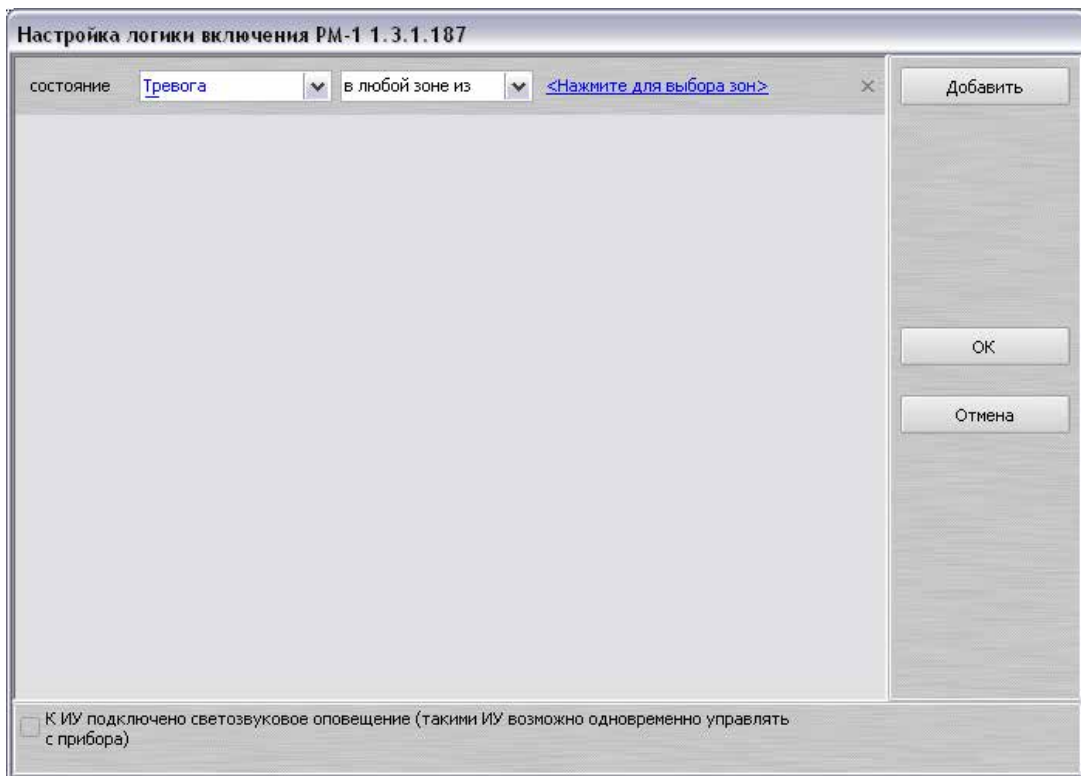 Настройка логики включения РМ-1 1.3.1.187
состояние Тревога в любой зоне из <Нажмите для выбора зон>
Добавить
ОК
Отмена
К ИУ подключено светозвуковое оповещение (такими ИУ возможно одновременно управлять
с прибора)